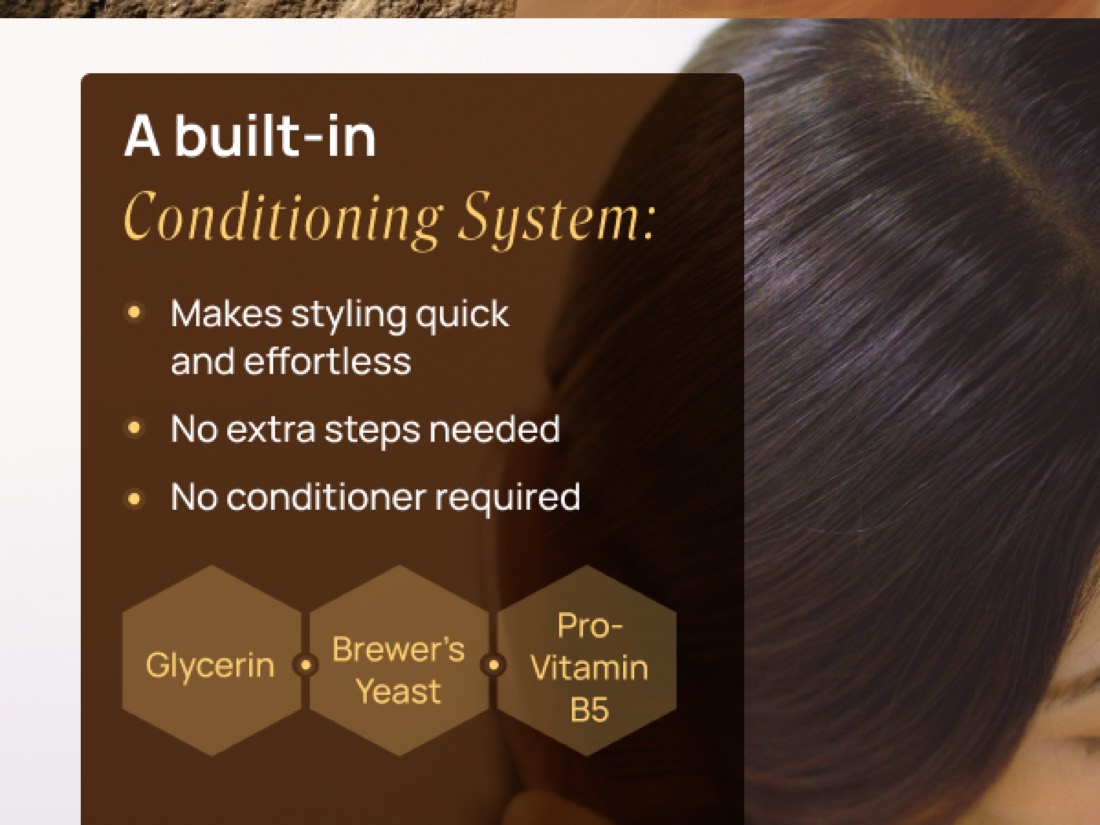 A built-in
Conditioning System:
Makes styling quick
and effortless
No extra steps needed
No conditioner required
Glycerin
Brewer's
Yeast
Pro-
Vitamin
B5